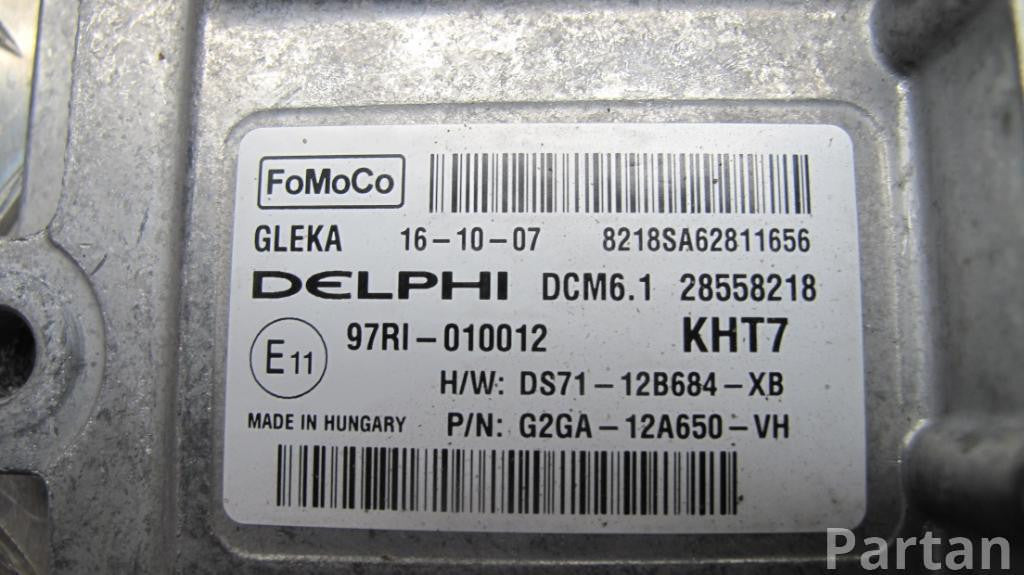 FoMoCo
GLEKA 16-10-07 8218SA62811656
DELPHI DCM6.1 28558218
E11 97RI-010012 KHT7
H/W: DS71-12B684-XB
MADE IN HUNGARY P/N: G2GA-12A650-VH
Partan